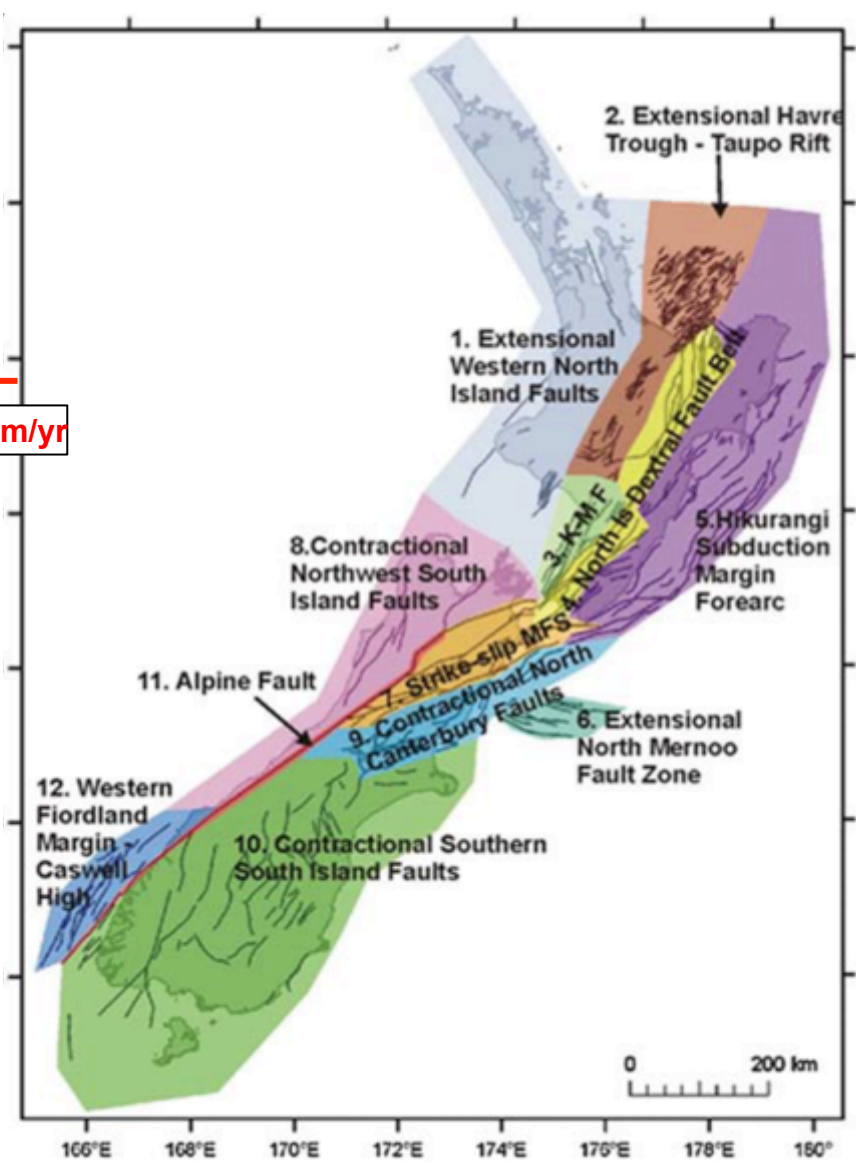 2. Extensional Havre
Trough - Taupo Rift
1. Extensional
Western North
Island Faults
m/yr
3. K-M F
4. North Is Dextral Fault Belt
5.Hikurangi
Subduction
Margin
Forearc
8.Contractional
Northwest South
Island Faults
7. Strike-slip MFS
11. Alpine Fault
9. Contractional North
Canterbury Faults
6. Extensional
North Mernoo
Fault Zone
12. Western
Fiordland
Margin -
Caswell
High
10. Contractional Southern
South Island Faults
0 200 km
166°E 168°E 170°E 172°E 174°E 176°E 178°E 180°